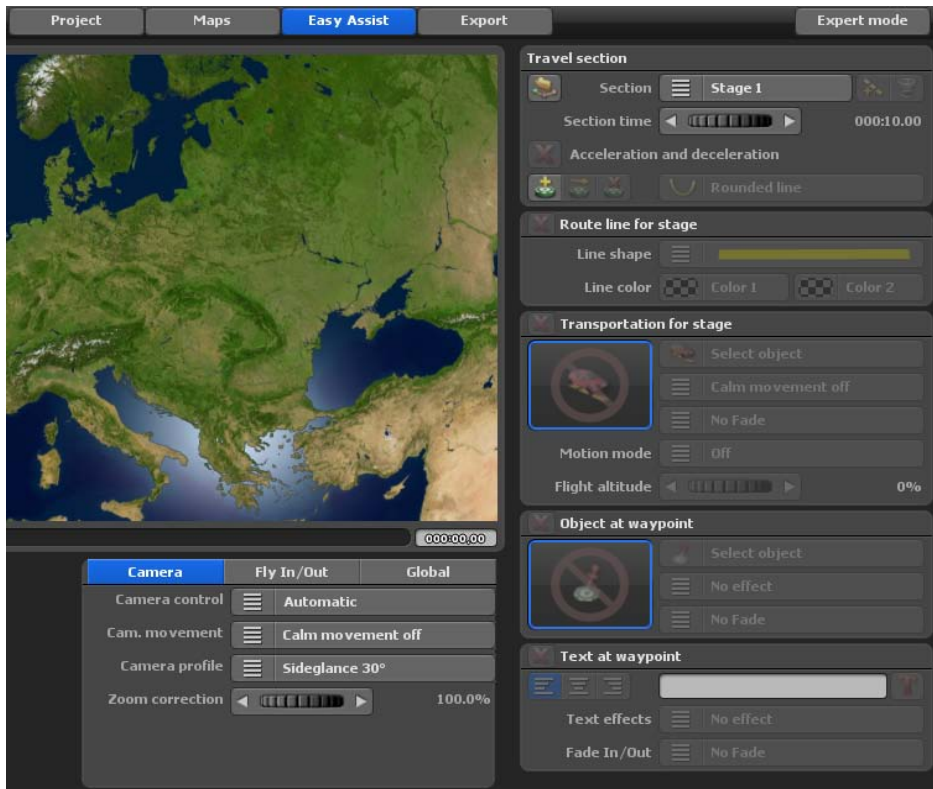 Project Maps Easy Assist Export Expert mode
Travel section
Section Stage 1
Section time 000:10.00
Acceleration and deceleration
Rounded line
Route line for stage
Line shape
Line color Color 1 Color 2
Transportation for stage
Select object
Calm movement off
No Fade
Motion mode Off
Flight altitude 0%
Object at waypoint
Select object
No effect
No Fade
Text at waypoint
T
Text effects No effect
Fade In/Out No Fade
000:00,00
Camera Fly In/Out Global
Camera control Automatic
Cam. movement Calm movement off
Camera profile Sideglance 30°
Zoom correction 100.0%